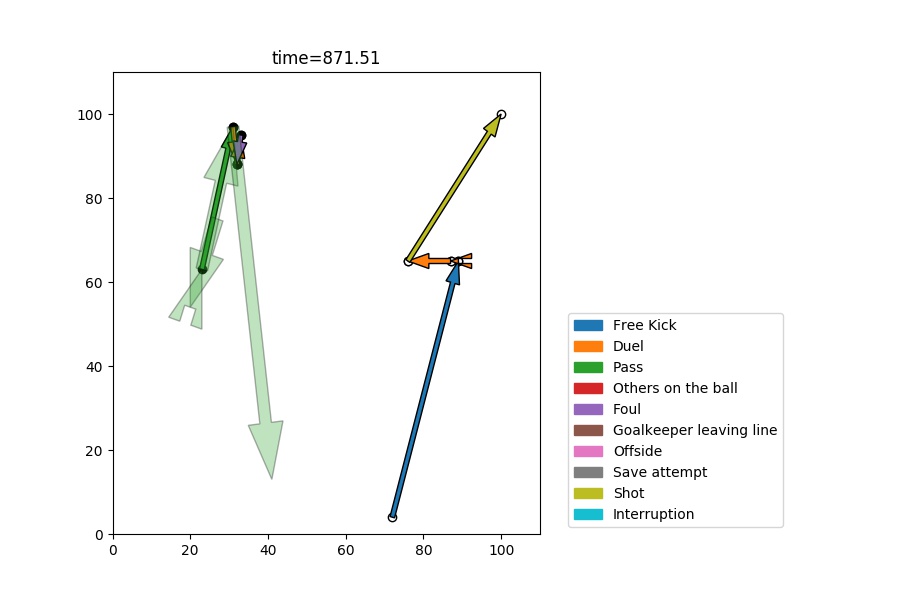 time=871.51
100
80
60
40
20
0
0 20 40 60 80 100
Free Kick
Duel
Pass
Others on the ball
Foul
Goalkeeper leaving line
Offside
Save attempt
Shot
Interruption